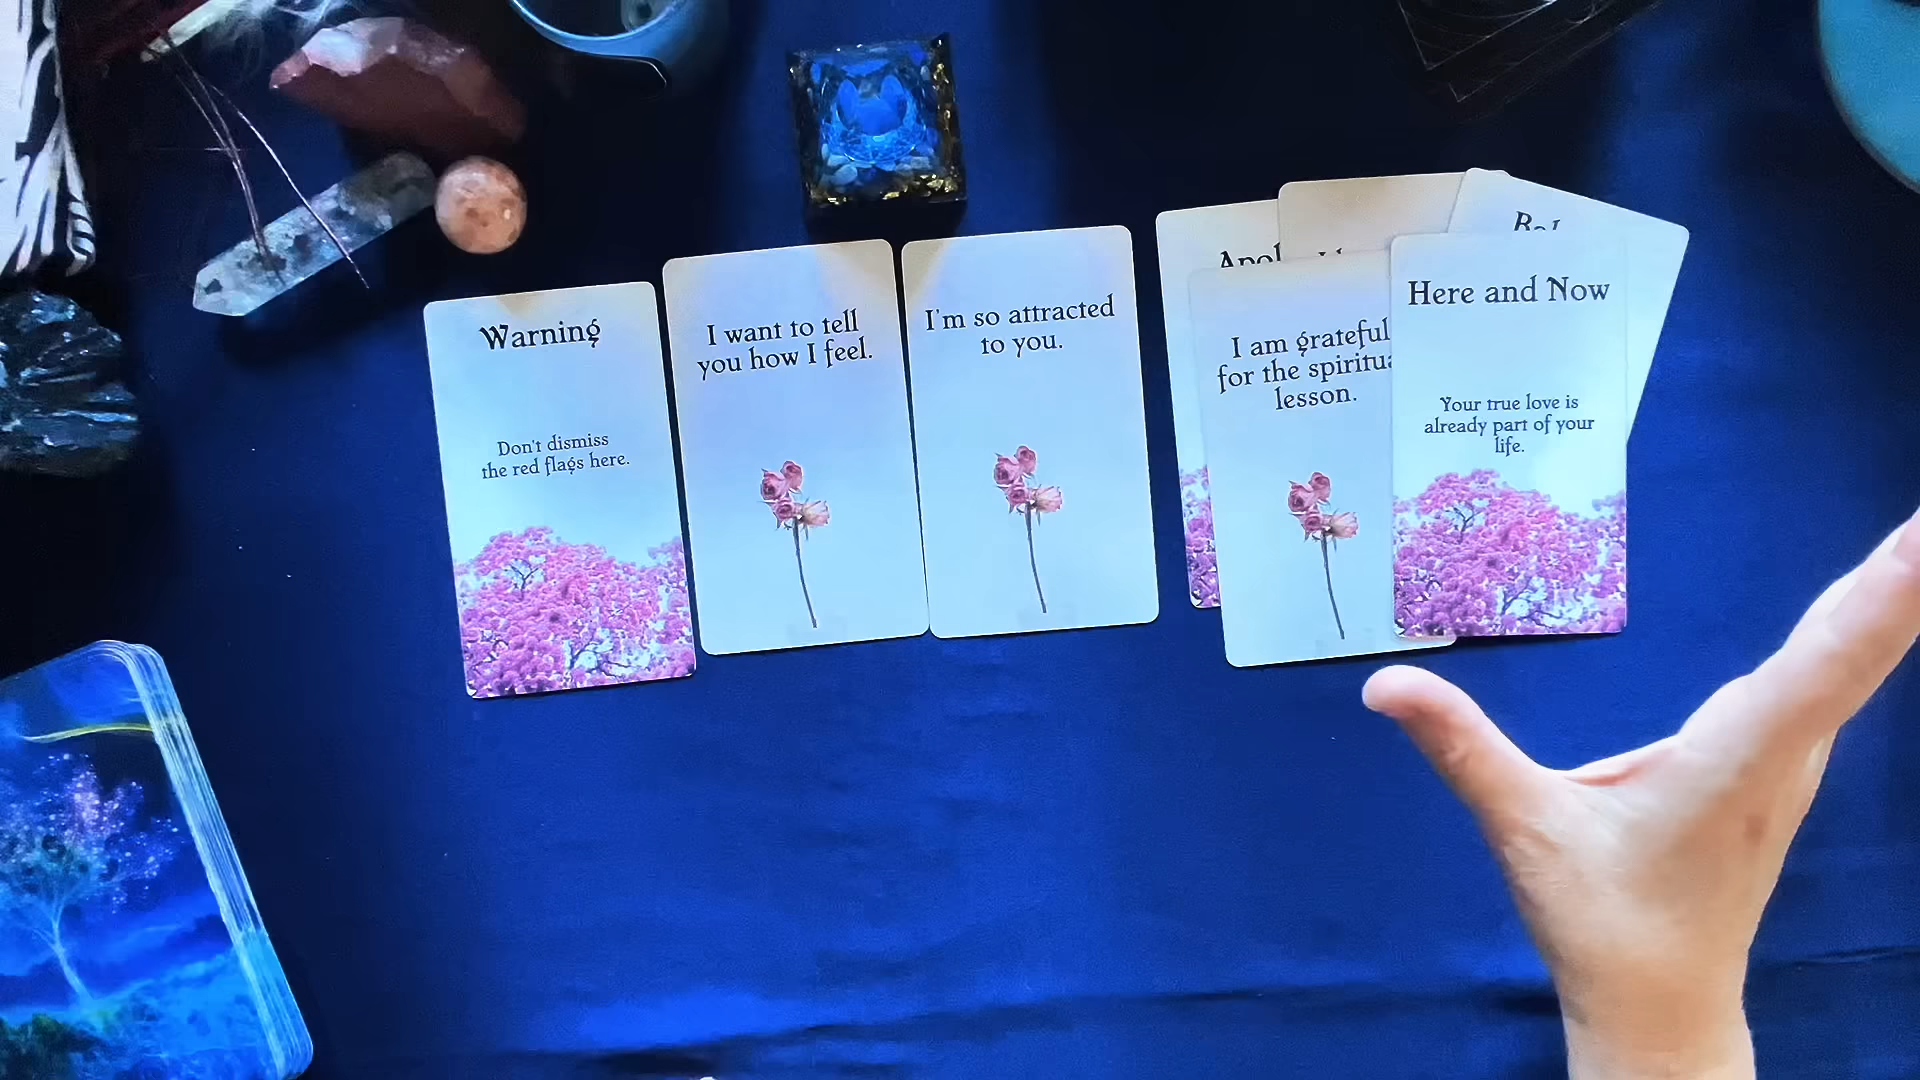 Warning
Don't dismiss
the red flags here.
I want to tell
you how I feel.
I'm so attracted
to you.
I am grateful
for the spiritual
lesson.
Here and Now
Your true love is
already part of your
life.